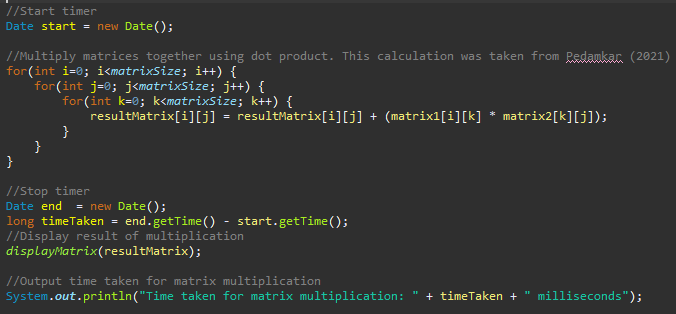 //Start timer
Date start = new Date();
//Multiply matrices together using dot product. This calculation was taken from Pedamkar (2021)
for(int i=0; i<matrixSize; i++) {
for(int j=0; j<matrixSize; j++) {
for(int k=0; k<matrixSize; k++) {
resultMatrix[i][j] = resultMatrix[i][j] + (matrix1[i][k] * matrix2[k][j]);
}
}
}
//Stop timer
Date end  = new Date();
long timeTaken = end.getTime() - start.getTime();
//Display result of multiplication
displayMatrix(resultMatrix);
//Output time taken for matrix multiplication
System.out.println("Time taken for matrix multiplication: " + timeTaken + " milliseconds");